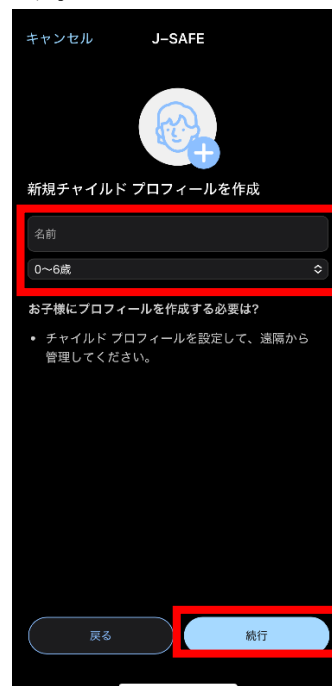 キャンセル J–SAFE
新規チャイルド プロフィールを作成
名前
0〜6歳
お子様にプロフィールを作成する必要は?
• チャイルド プロフィールを設定して、遠隔から
管理してください。
戻る 続行